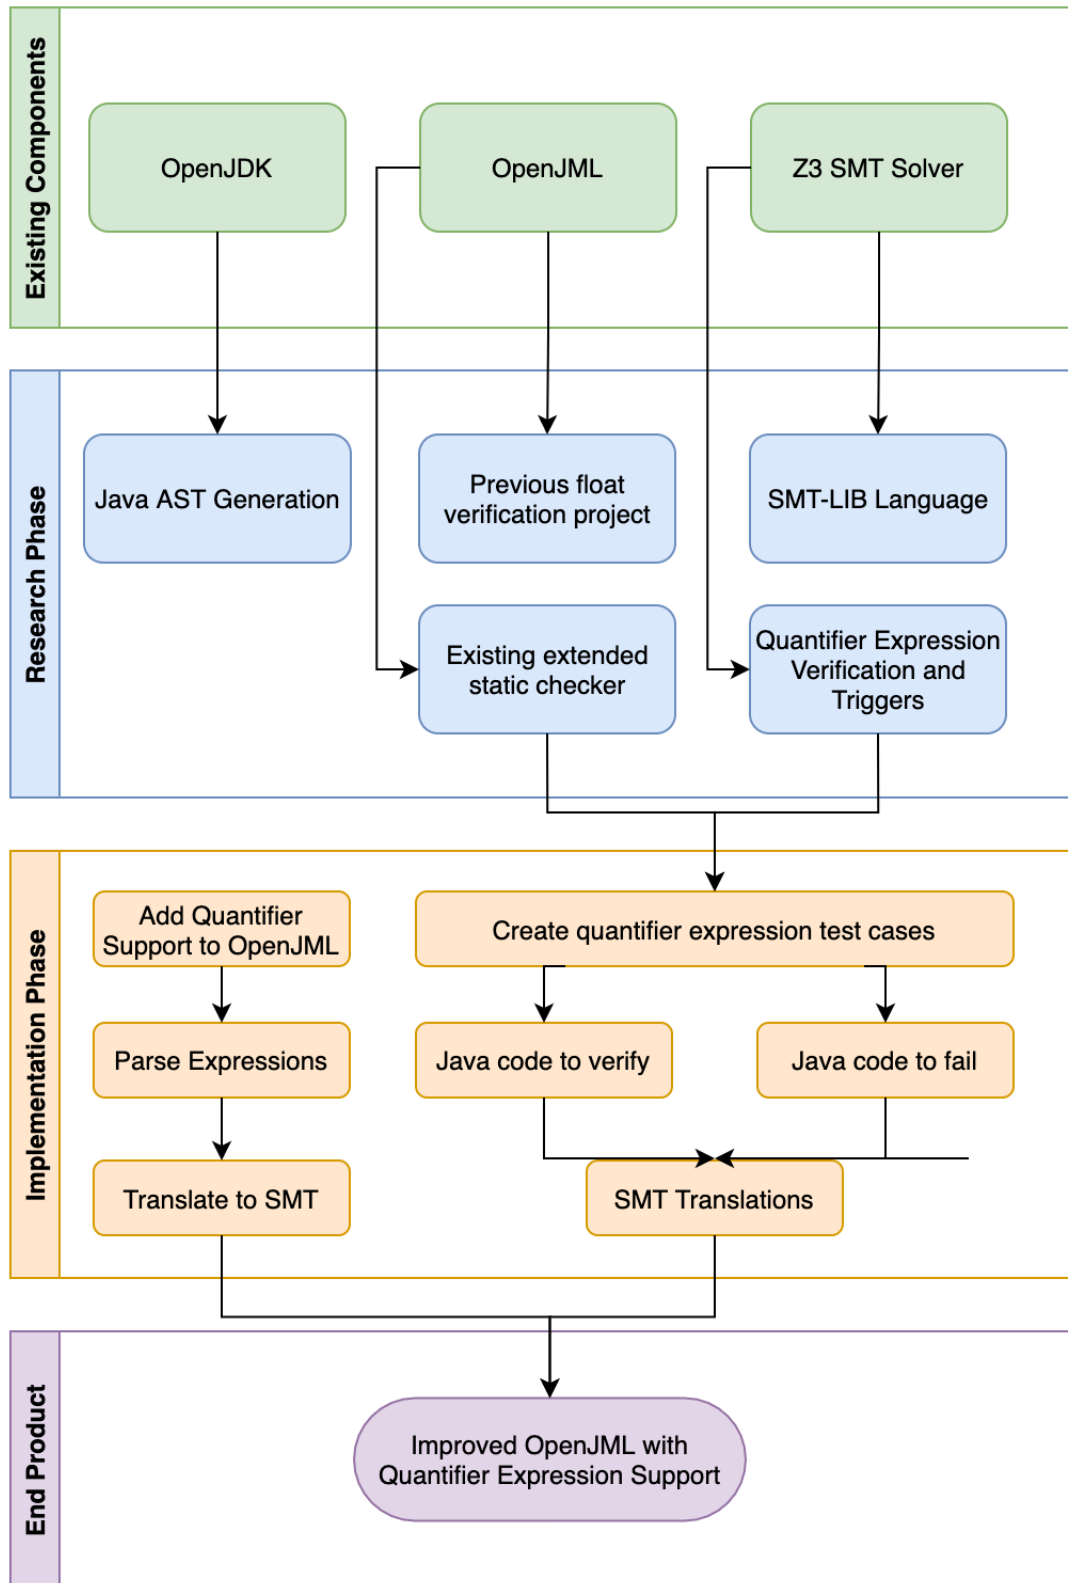 Existing Components
OpenJDK
OpenJML
Z3 SMT Solver
Research Phase
Java AST Generation
Previous float
verification project
SMT-LIB Language
Existing extended
static checker
Quantifier Expression
Verification and
Triggers
Implementation Phase
Add Quantifier
Support to OpenJML
Create quantifier expression test cases
Parse Expressions
Java code to verify
Java code to fail
Translate to SMT
SMT Translations
End Product
Improved OpenJML with
Quantifier Expression Support